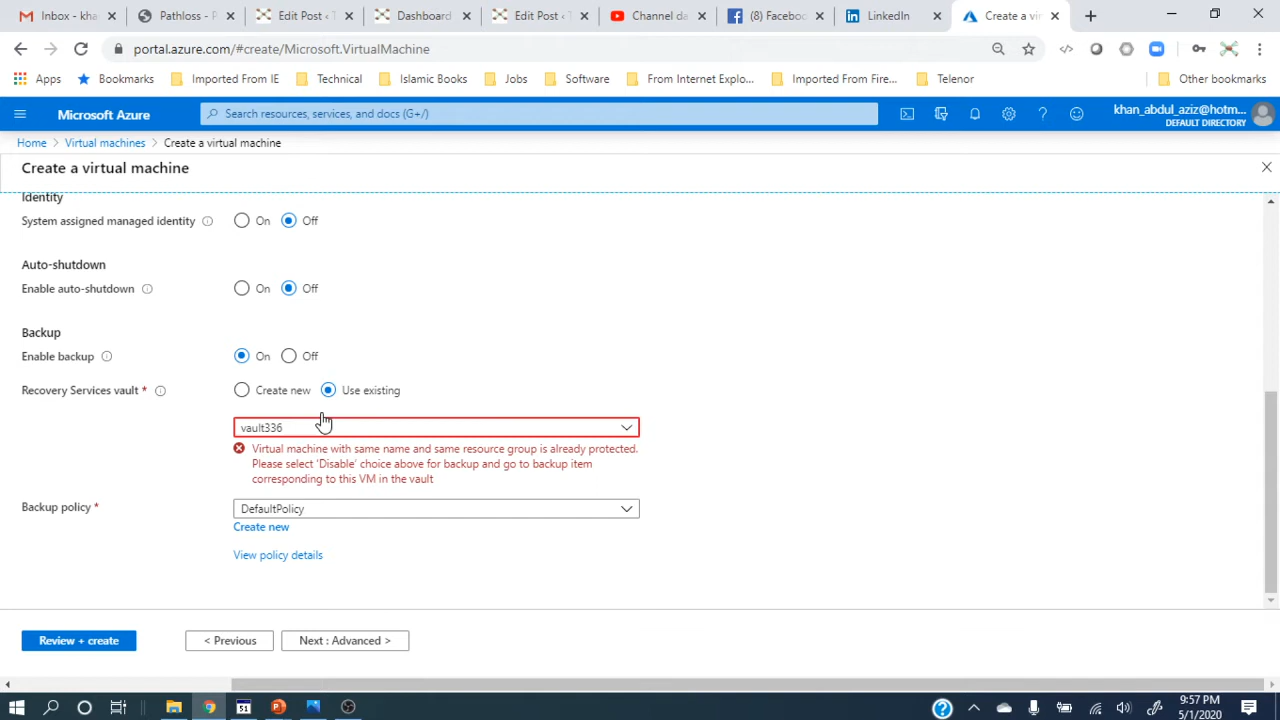 Inbox - kha
Pathloss - P
Edit Post ‹ T
Dashboard
Edit Post ‹ T
Channel da
(8) Faceboo
LinkedIn
Create a vir
portal.azure.com/#create/Microsoft.VirtualMachine
Apps
Bookmarks
Imported From IE
Technical
Islamic Books
Jobs
Software
From Internet Explo...
Imported From Fire...
Telenor
Other bookmarks
Microsoft Azure
Search resources, services, and docs (G+/)
khan_abdul_aziz@hotm...
DEFAULT DIRECTORY
Home > Virtual machines > Create a virtual machine
Create a virtual machine
Identity
System assigned managed identity On Off
Auto-shutdown
Enable auto-shutdown On Off
Backup
Enable backup On Off
Recovery Services vault * Create new Use existing
vault336
Virtual machine with same name and same resource group is already protected.
Please select 'Disable' choice above for backup and go to backup item
corresponding to this VM in the vault
Backup policy * DefaultPolicy
Create new
View policy details
Review + create
< Previous
Next : Advanced >
31
9:57 PM
5/1/2020